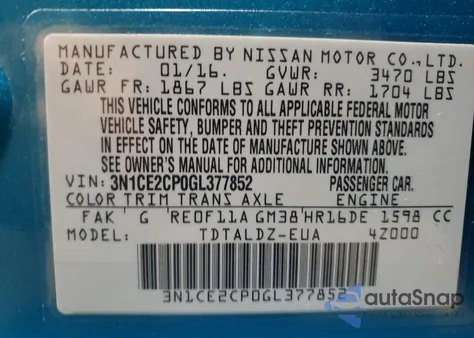 MANUFACTURED BY NISSAN MOTOR CO., LTD.
DATE: 01/16. GVWR: 3470 LBS
GAWR FR: 1867 LBS GAWR RR: 1704 LBS
THIS VEHICLE CONFORMS TO ALL APPLICABLE FEDERAL MOTOR
VEHICLE SAFETY, BUMPER AND THEFT PREVENTION STANDARDS
IN EFFECT ON THE DATE OF MANUFACTURE SHOWN ABOVE.
SEE OWNER'S MANUAL FOR ADDITIONAL INFORMATION.
VIN: 3N1CE2CP0GL377852 PASSENGER CAR.
COLOR TRIM TRANS AXLE ENGINE
FAK G RE0F11A GM38 HR16DE 1598 CC
MODEL: TDTALDZ-EUA 4Z000
3N1CE2CP0GL377852
autoSnap